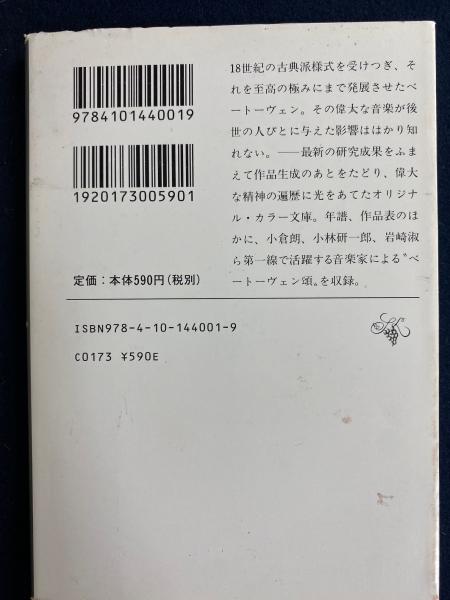 9784101440019
1920173005901
定価：本体590円(税別)
ISBN978-4-10-144001-9
C0173 ¥590E
18世紀の古典派様式を受けつぎ、そ
れを至高の極みにまで発展させたベ
ートーヴェン。その偉大な音楽が後
世の人びとに与えた影響ははかり知
れない。――最新の研究成果をふま
えて作品生成のあとをたどり、偉大
な精神の遍歴に光をあてたオリジナ
ル・カラー文庫。年譜、作品表のほ
かに、小倉朗、小林研一郎、岩崎淑
ら第一線で活躍する音楽家による〝ベ
ートーヴェン頌〟を収録。